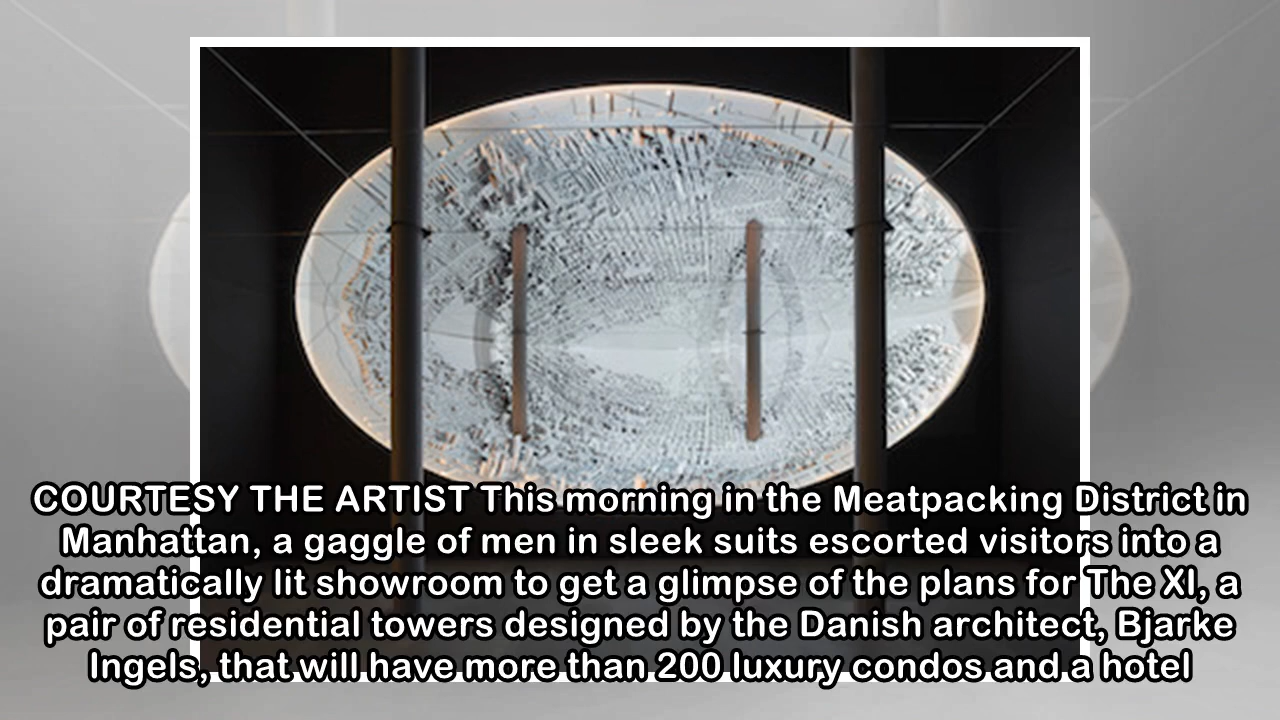 COURTESY THE ARTIST This morning in the Meatpacking District in
Manhattan, a gaggle of men in sleek suits escorted visitors into a
dramatically lit showroom to get a glimpse of the plans for The XI, a
pair of residential towers designed by the Danish architect, Bjarke
Ingels, that will have more than 200 luxury condos and a hotel